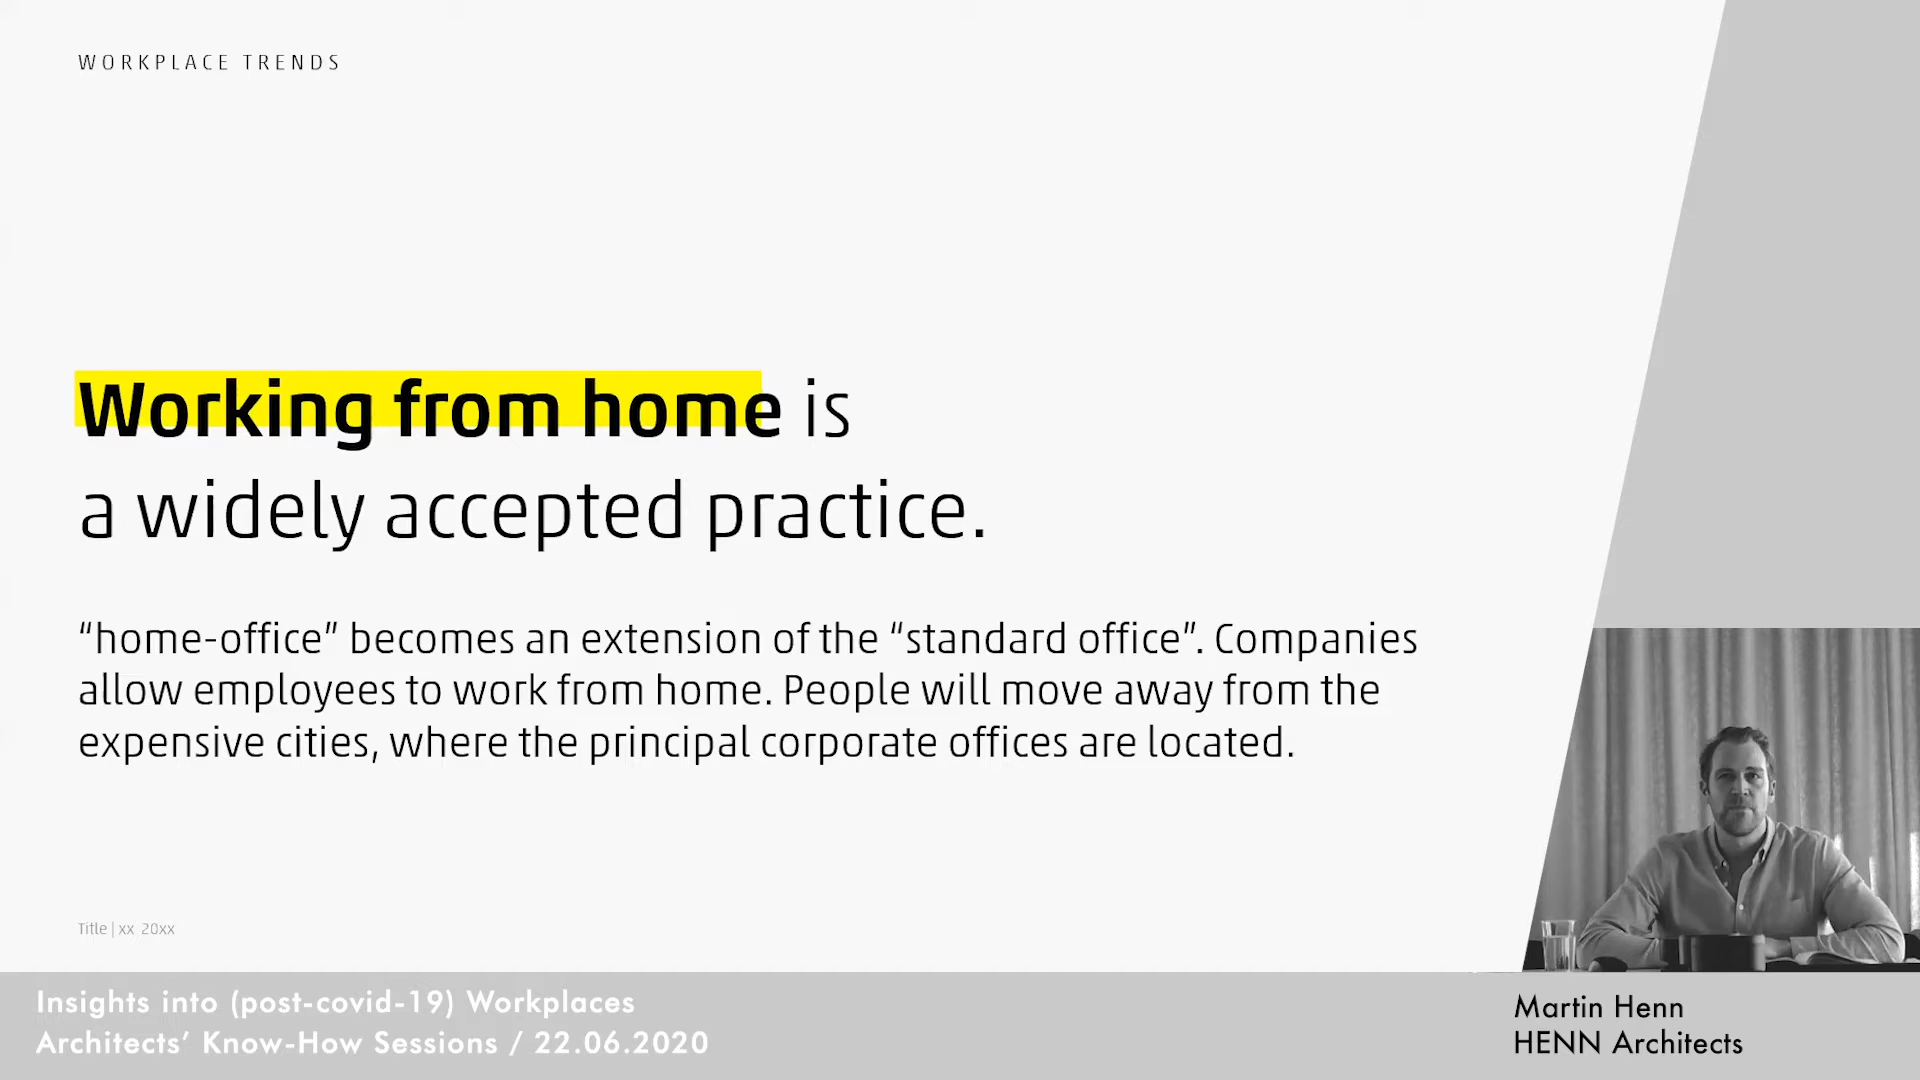 WORKPLACE TRENDS
Working from home is
a widely accepted practice.
“home-office” becomes an extension of the “standard office”. Companies
allow employees to work from home. People will move away from the
expensive cities, where the principal corporate offices are located.
Title | xx 20xx
Insights into (post-covid-19) Workplaces
Architects’ Know-How Sessions / 22.06.2020
Martin Henn
HENN Architects